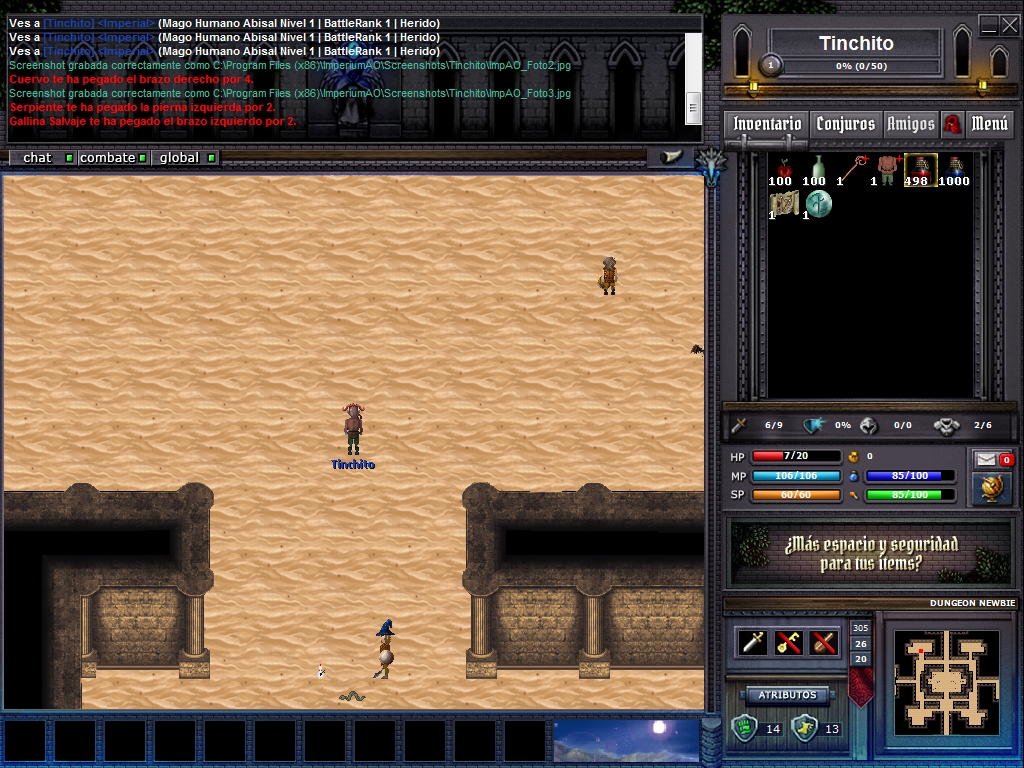 Ves a [Tinchito] <Imperial> (Mago Humano Abisal Nivel 1 | BattleRank 1 | Herido)
Ves a [Tinchito] <Imperial> (Mago Humano Abisal Nivel 1 | BattleRank 1 | Herido)
Ves a [Tinchito] <Imperial> (Mago Humano Abisal Nivel 1 | BattleRank 1 | Herido)
Screenshot grabada correctamente como C:\Program Files (x86)\ImperiumAO\Screenshots\Tinchito\ImpAO_Foto2.jpg
Cuervo te ha pegado el brazo derecho por 4.
Screenshot grabada correctamente como C:\Program Files (x86)\ImperiumAO\Screenshots\Tinchito\ImpAO_Foto3.jpg
Serpiente te ha pegado la pierna izquierda por 2.
Gallina Salvaje te ha pegado el brazo izquierdo por 2.
chat combate global
Tinchito
1
0% (0/50)
Inventario Conjuros Amigos Menú
100 100 1 1 498 1000
1 1
6/9 0% 0/0 2/6
HP 7/20 0 0
MP 106/106 85/100
SP 60/60 85/100
¿Más espacio y seguridad
para tus ítems?
DUNGEON NEWBIE
305
26
20
ATRIBUTOS
14 13
Tinchito